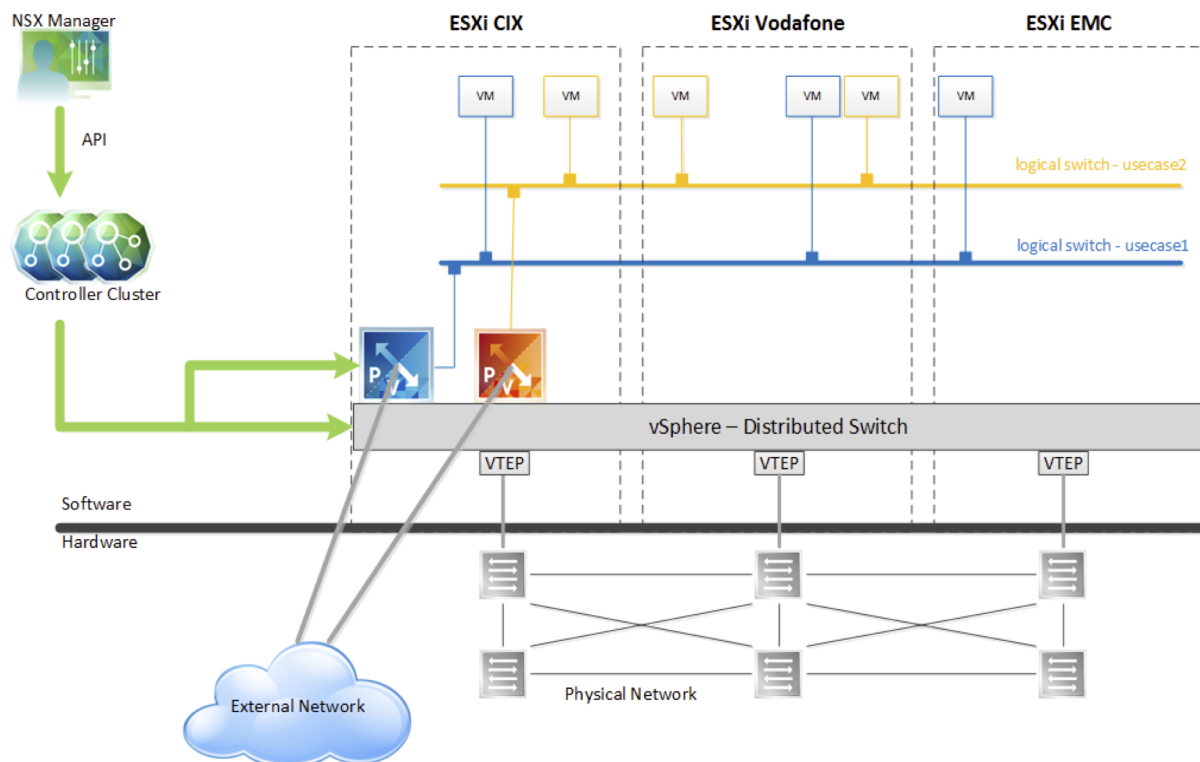 NSX Manager
ESXi CIX
ESXi Vodafone
ESXi EMC
VM
VM
VM
VM
VM
VM
API
logical switch - usecase2
logical switch - usecase1
Controller Cluster
P V
P V
vSphere – Distributed Switch
VTEP
VTEP
VTEP
Software
Hardware
External Network
Physical Network